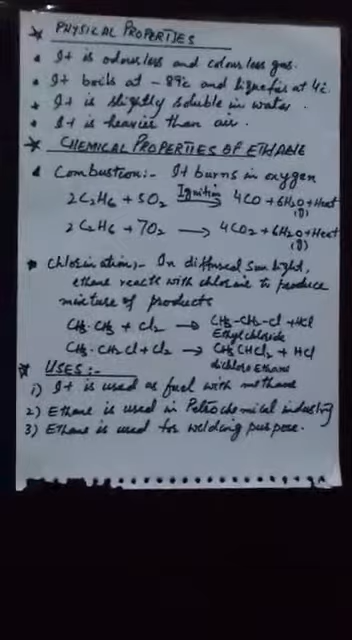 * PHYSICAL PROPERTIES
• It is odourless and colourless gas.
• It boils at -89°c and liquefies at 4°c.
• It is slightly soluble in water.
• It is heavier than air.
* CHEMICAL PROPERTIES OF ETHANE
• Combustion:- It burns in oxygen
2C2H6 + 5O2 Ignition → 4CO + 6H2O + Heat
(g)
2C2H6 + 7O2 → 4CO2 + 6H2O + Heat
(g)
• Chlorination:- In diffused sun light,
ethane reacts with chlorine to produce
mixture of products
CH3-CH3 + Cl2 → CH3-CH2-Cl + HCl
Ethyl chloride
CH3-CH2Cl + Cl2 → CH3CHCl2 + HCl
dichloro Ethane
* USES:-
1) It is used as fuel with methane
2) Ethane is used in Petrochemical industry
3) Ethane is used for welding purpose.